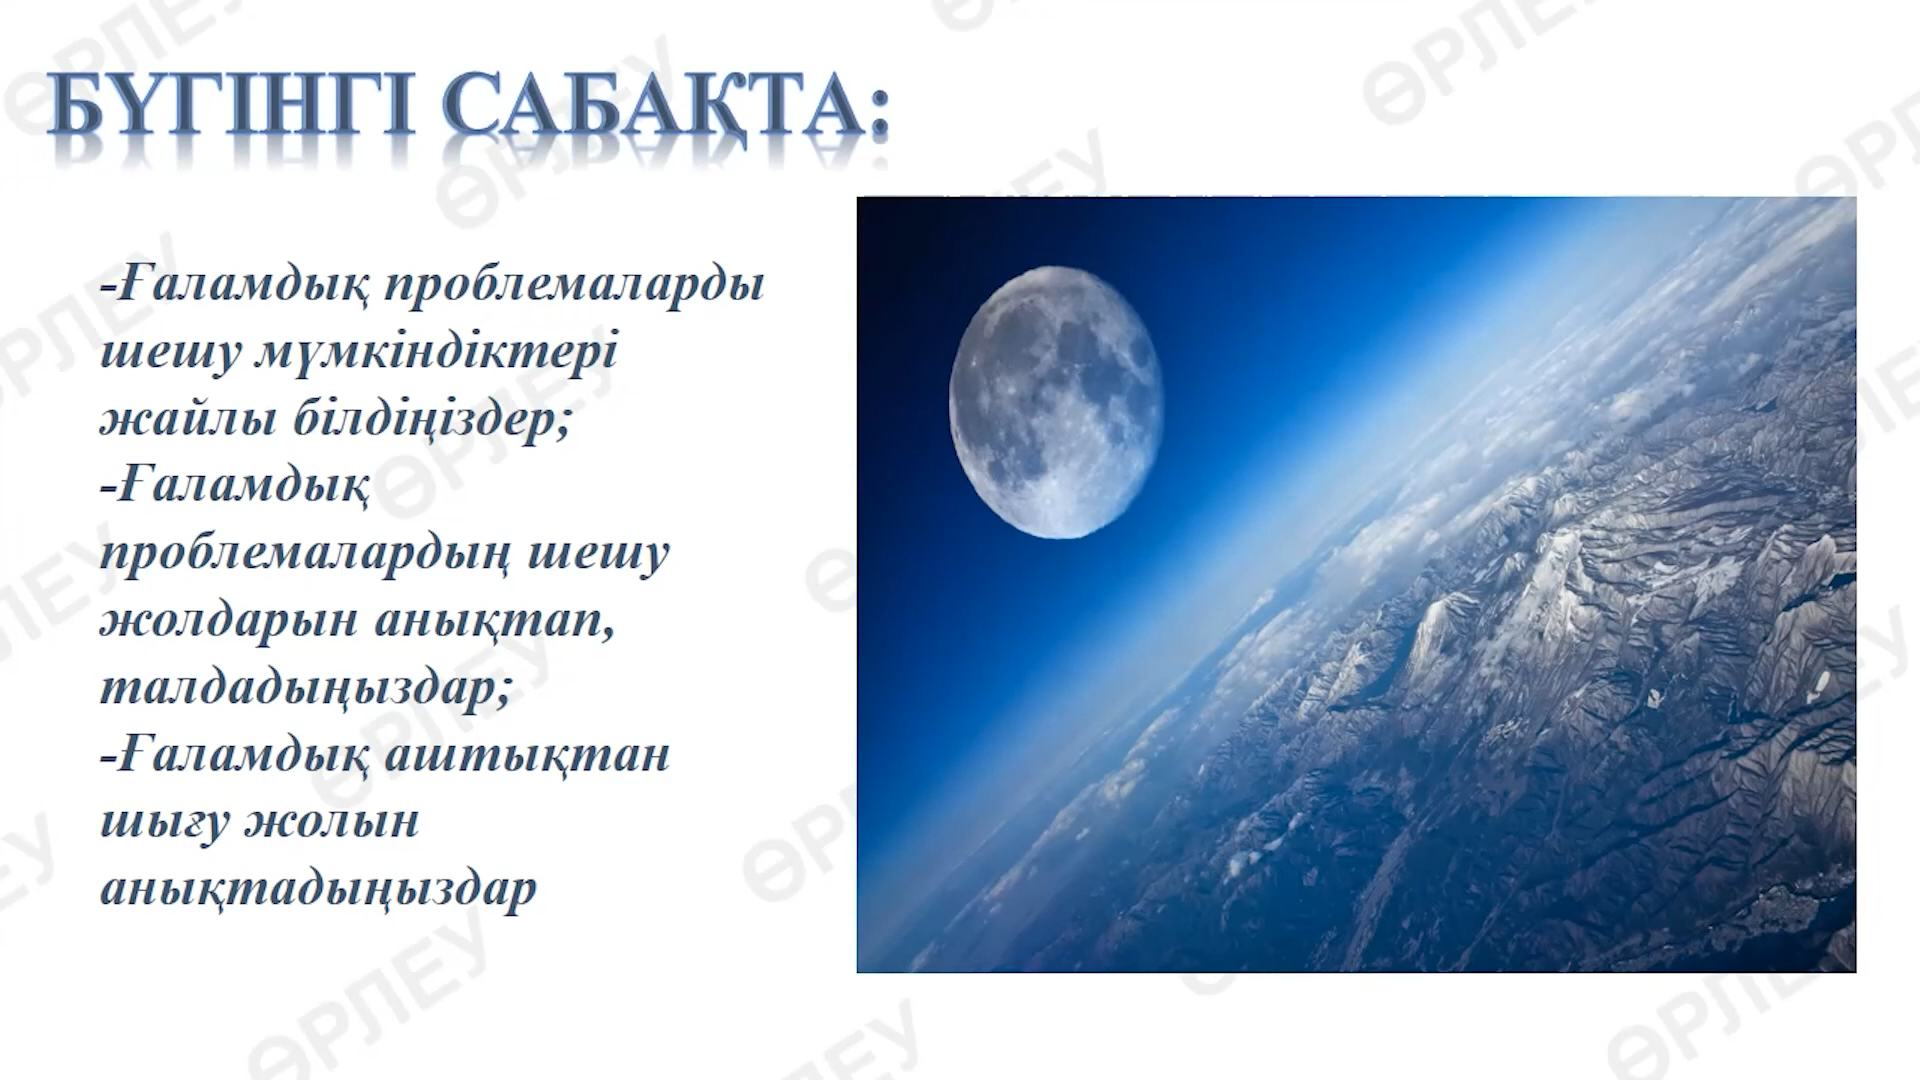 БҮГІНГІ САБАҚТА:
-Ғаламдық проблемаларды
шешу мүмкіндіктері
жайлы білдіңіздер;
-Ғаламдық
проблемалардың шешу
жолдарын анықтап,
талдадыңыздар;
-Ғаламдық аштықтан
шығу жолын
анықтадыңыздар
ӨРЛЕУ